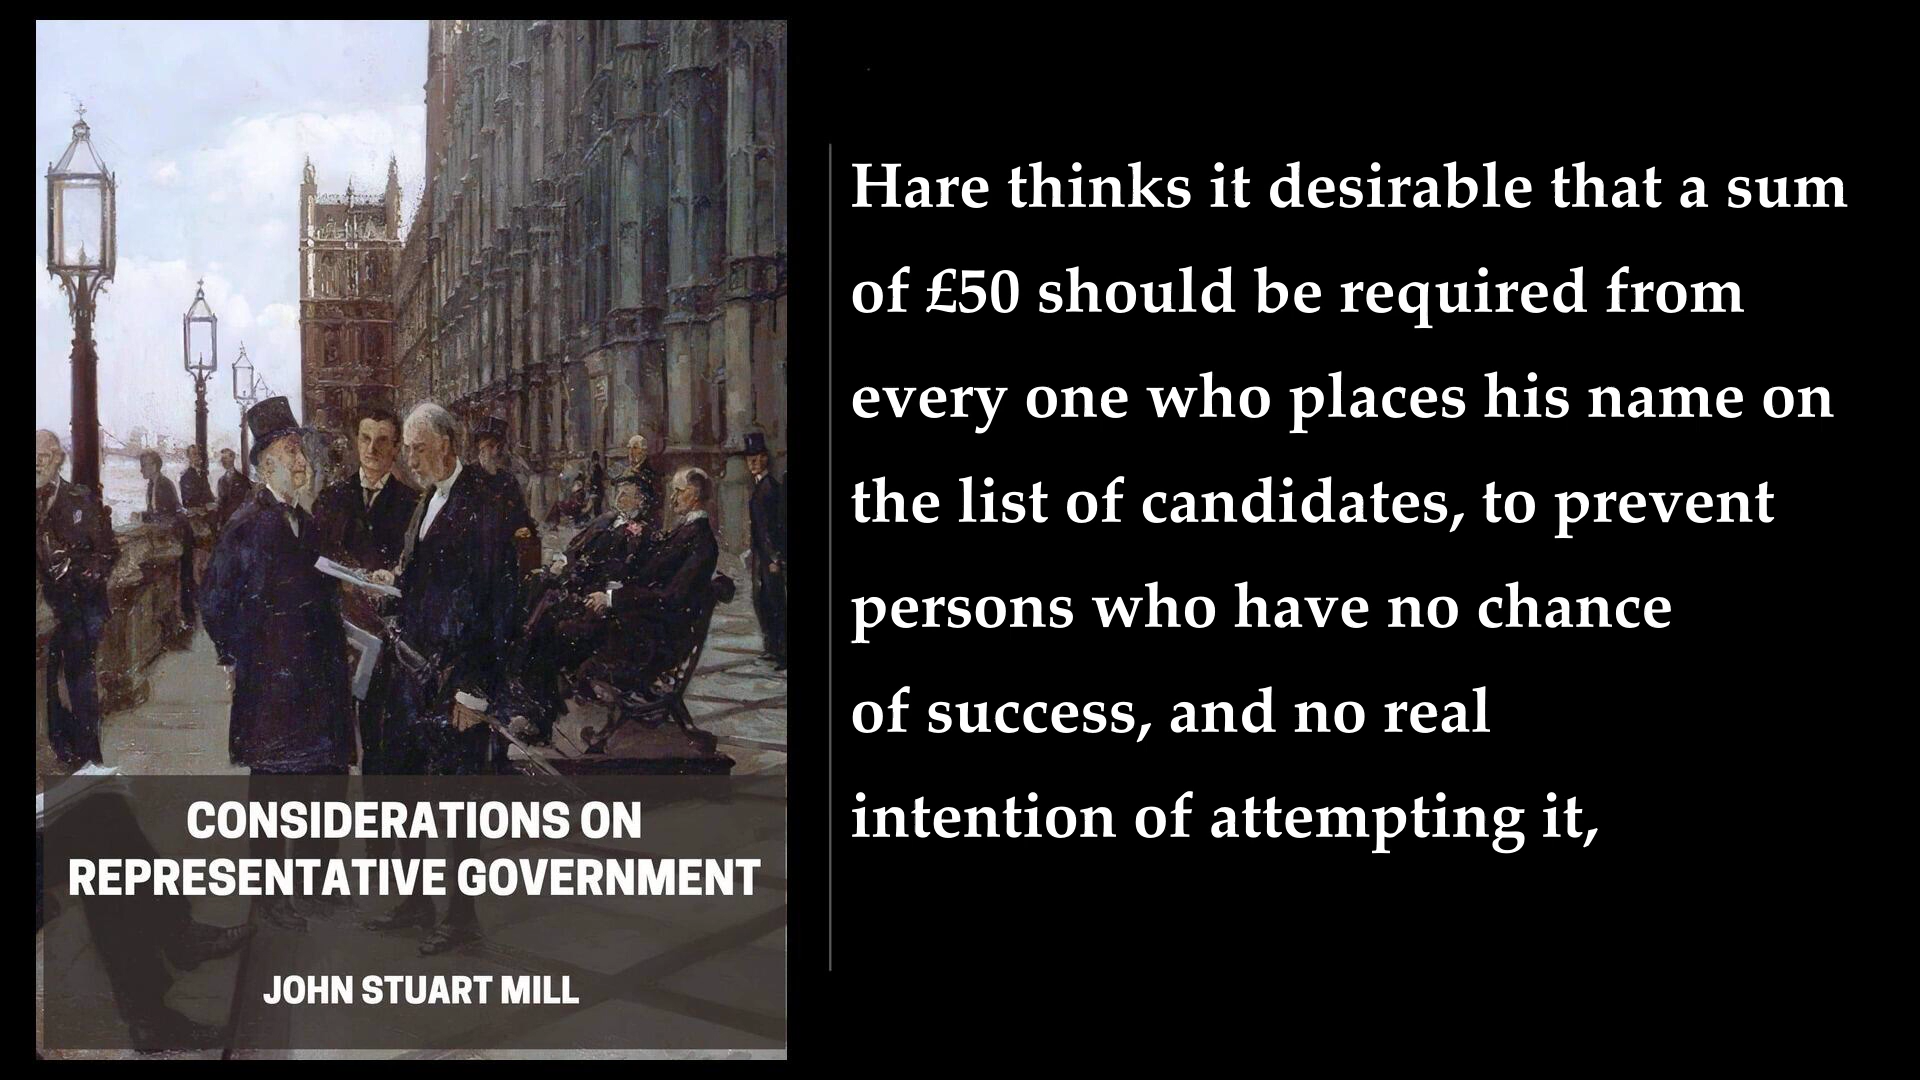 CONSIDERATIONS ON
REPRESENTATIVE GOVERNMENT
JOHN STUART MILL
Hare thinks it desirable that a sum
of £50 should be required from
every one who places his name on
the list of candidates, to prevent
persons who have no chance
of success, and no real
intention of attempting it,